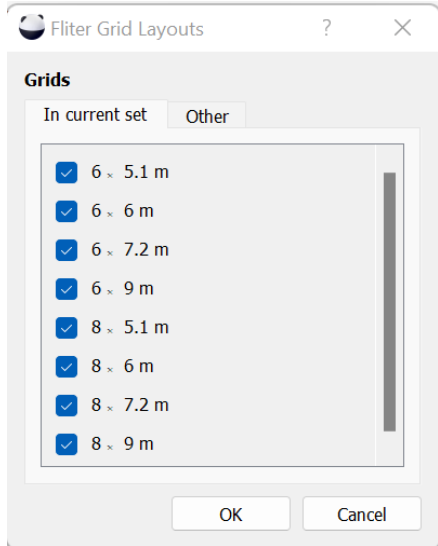 Fliter Grid Layouts ?
Grids
In current set Other
6 × 5.1 m
6 × 6 m
6 × 7.2 m
6 × 9 m
8 × 5.1 m
8 × 6 m
8 × 7.2 m
8 × 9 m
OK Cancel